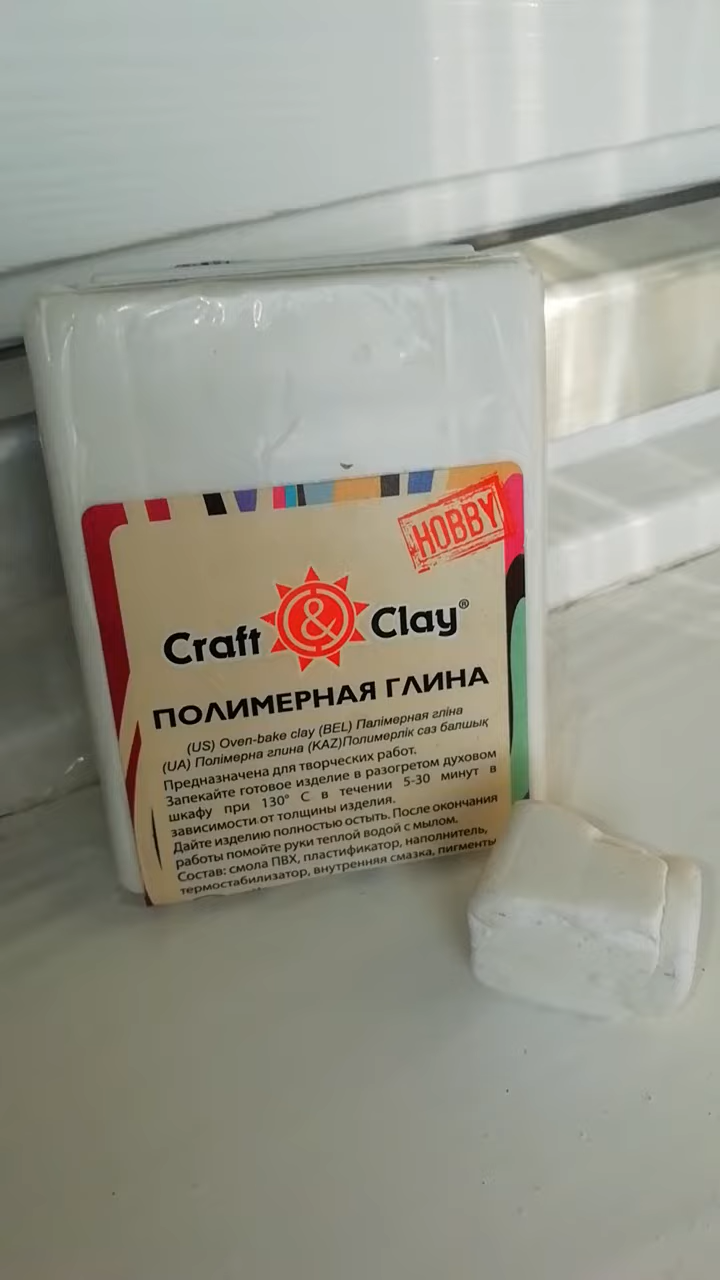 HOBBY
Craft & Clay®
ПОЛИМЕРНАЯ ГЛИНА
(US) Oven-bake clay (BEL) Палімерная гліна
(UA) Полімерна глина (KAZ)Полимерлік саз балшық
Предназначена для творческих работ.
Запекайте готовое изделие в разогретом духовом
шкафу при 130° С в течении 5-30 минут в
зависимости от толщины изделия.
Дайте изделию полностью остыть. После окончания
работы помойте руки теплой водой с мылом.
Состав: смола ПВХ, пластификатор, наполнитель,
термостабилизатор, внутренняя смазка, пигменты